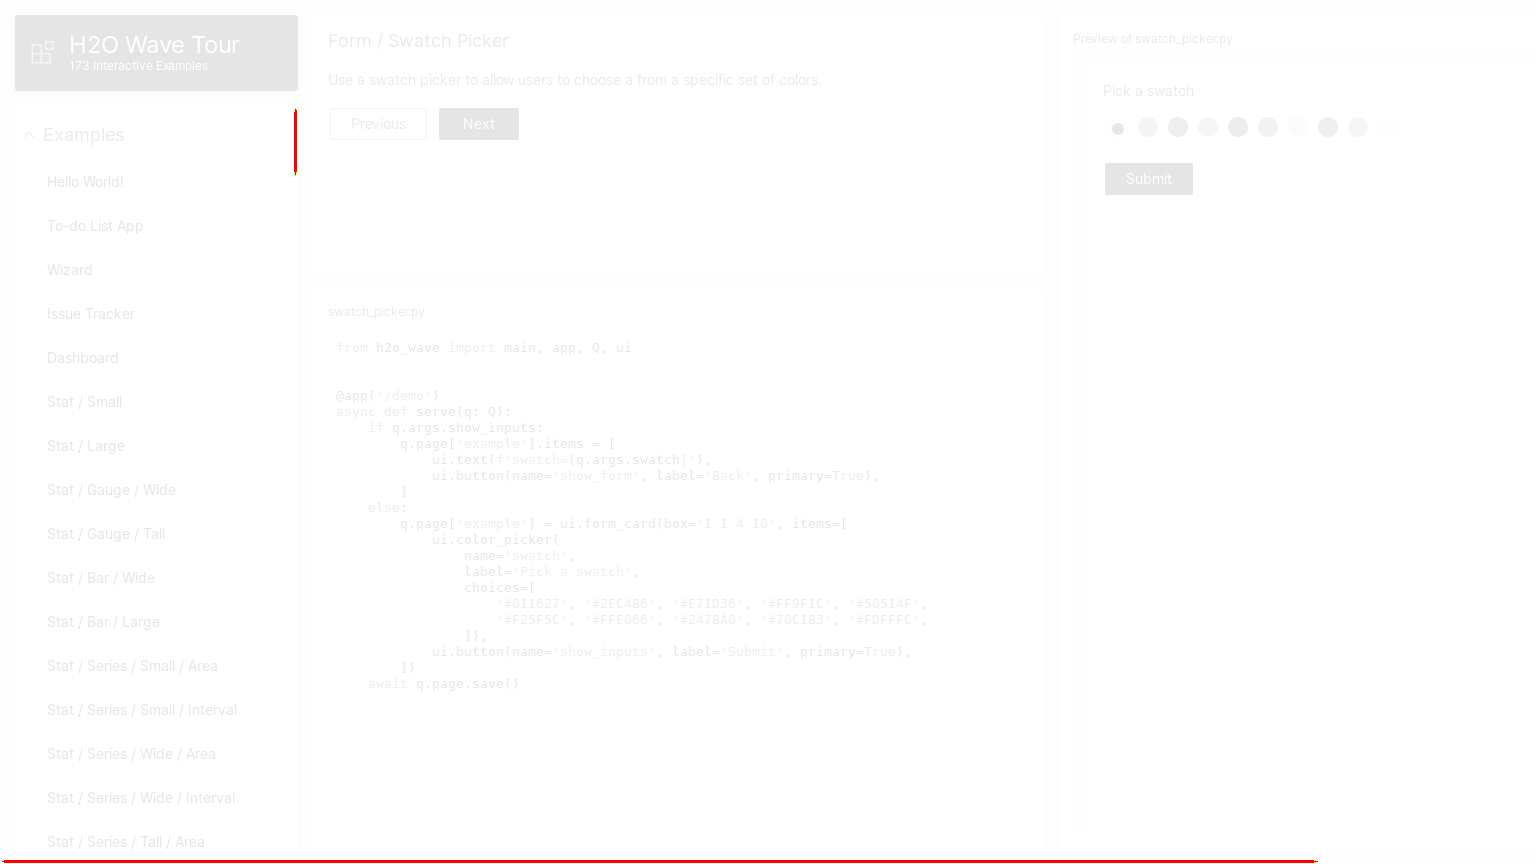 H2O Wave Tour
173 Interactive Examples
Examples
Hello World!
To-do List App
Wizard
Issue Tracker
Dashboard
Stat / Small
Stat / Large
Stat / Gauge / Wide
Stat / Gauge / Tall
Stat / Bar / Wide
Stat / Bar / Large
Stat / Series / Small / Area
Stat / Series / Small / Interval
Stat / Series / Wide / Area
Stat / Series / Wide / Interval
Stat / Series / Tall / Area
Form / Swatch Picker
Use a swatch picker to allow users to choose a from a specific set of colors.
Previous
Next
swatch_picker.py
from h2o_wave import main, app, Q, ui
@app('/demo')
async def serve(q: Q):
    if q.args.show_inputs:
        q.page['example'].items = [
            ui.text(f'swatch={q.args.swatch}'),
            ui.button(name='show_form', label='Back', primary=True),
        ]
    else:
        q.page['example'] = ui.form_card(box='1 1 4 10', items=[
            ui.color_picker(
                name='swatch',
                label='Pick a swatch',
                choices=[
                    '#011627', '#2EC4B6', '#E71D36', '#FF9F1C', '#50514F',
                    '#F25F5C', '#FFE066', '#247BA0', '#70C1B3', '#FDFFFC',
                ]),
            ui.button(name='show_inputs', label='Submit', primary=True),
        ])
    await q.page.save()
Preview of swatch_picker.py
Pick a swatch
Submit